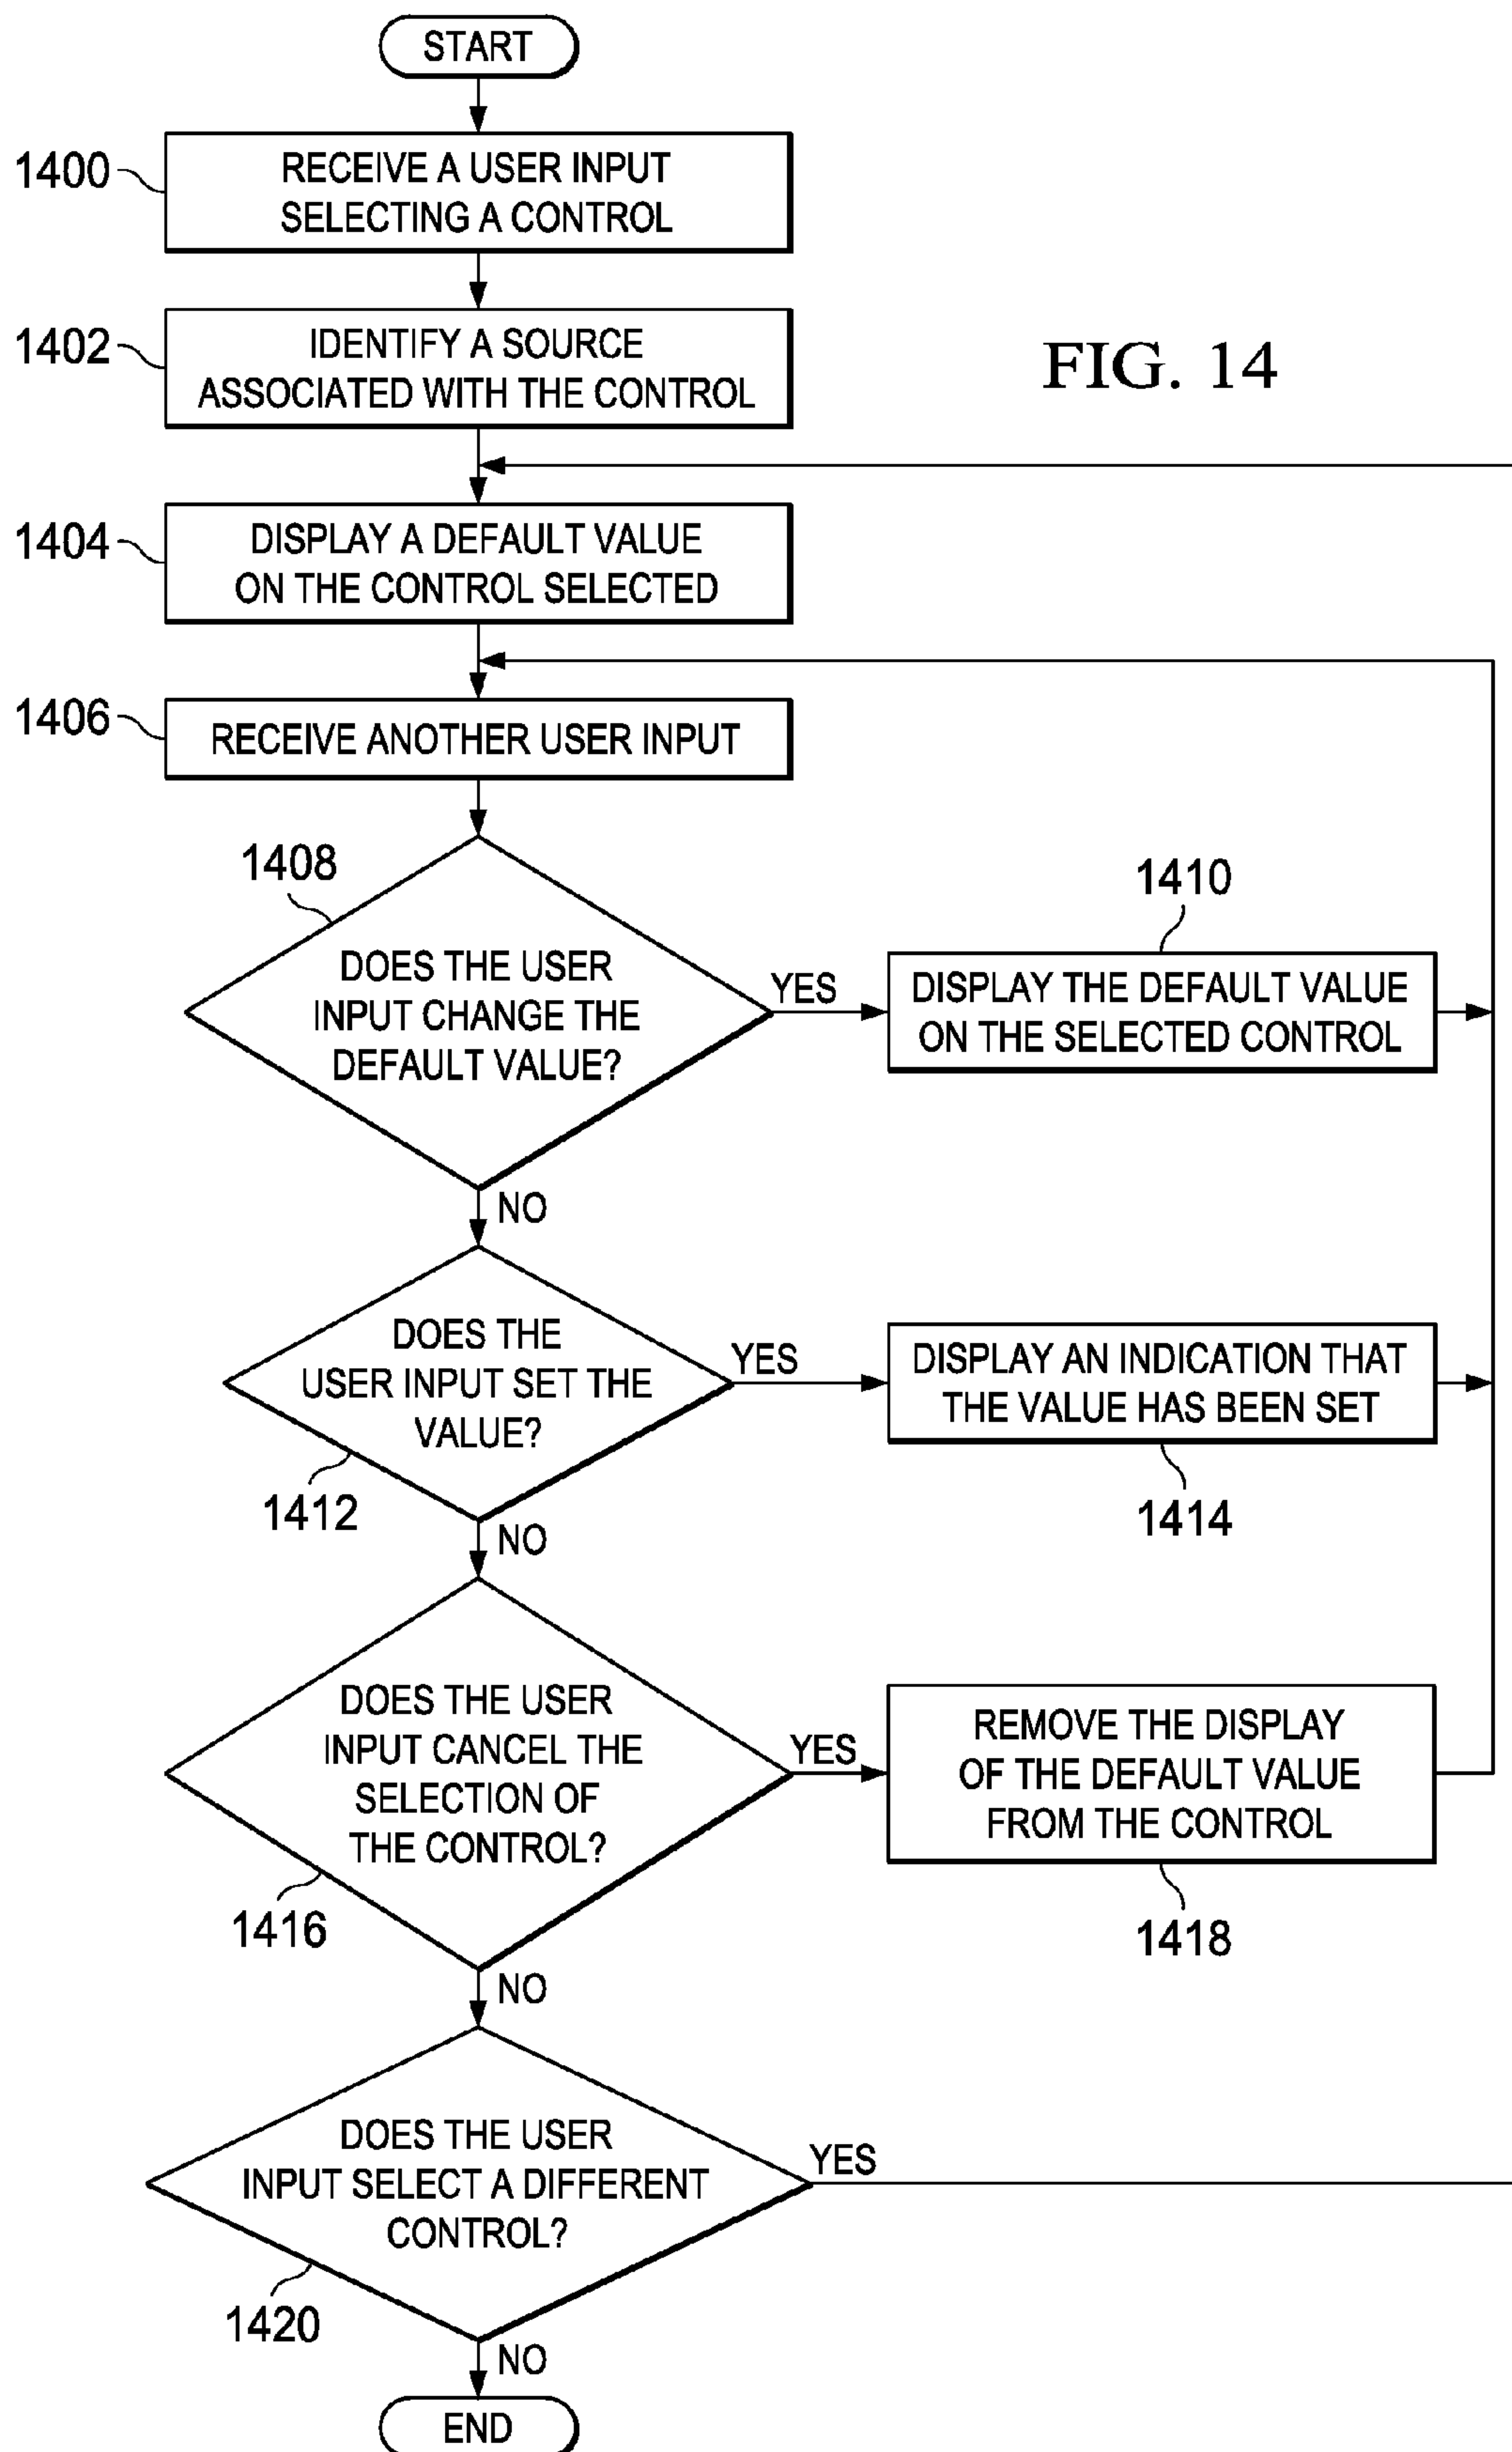 START
1400
RECEIVE A USER INPUT
SELECTING A CONTROL
1402
IDENTIFY A SOURCE
ASSOCIATED WITH THE CONTROL
FIG. 14
1404
DISPLAY A DEFAULT VALUE
ON THE CONTROL SELECTED
1406
RECEIVE ANOTHER USER INPUT
1408
DOES THE USER
INPUT CHANGE THE
DEFAULT VALUE?
YES
1410
DISPLAY THE DEFAULT VALUE
ON THE SELECTED CONTROL
NO
DOES THE
USER INPUT SET THE
VALUE?
1412
YES
DISPLAY AN INDICATION THAT
THE VALUE HAS BEEN SET
1414
NO
DOES THE USER
INPUT CANCEL THE
SELECTION OF
THE CONTROL?
1416
YES
REMOVE THE DISPLAY
OF THE DEFAULT VALUE
FROM THE CONTROL
1418
NO
DOES THE USER
INPUT SELECT A DIFFERENT
CONTROL?
1420
YES
NO
END